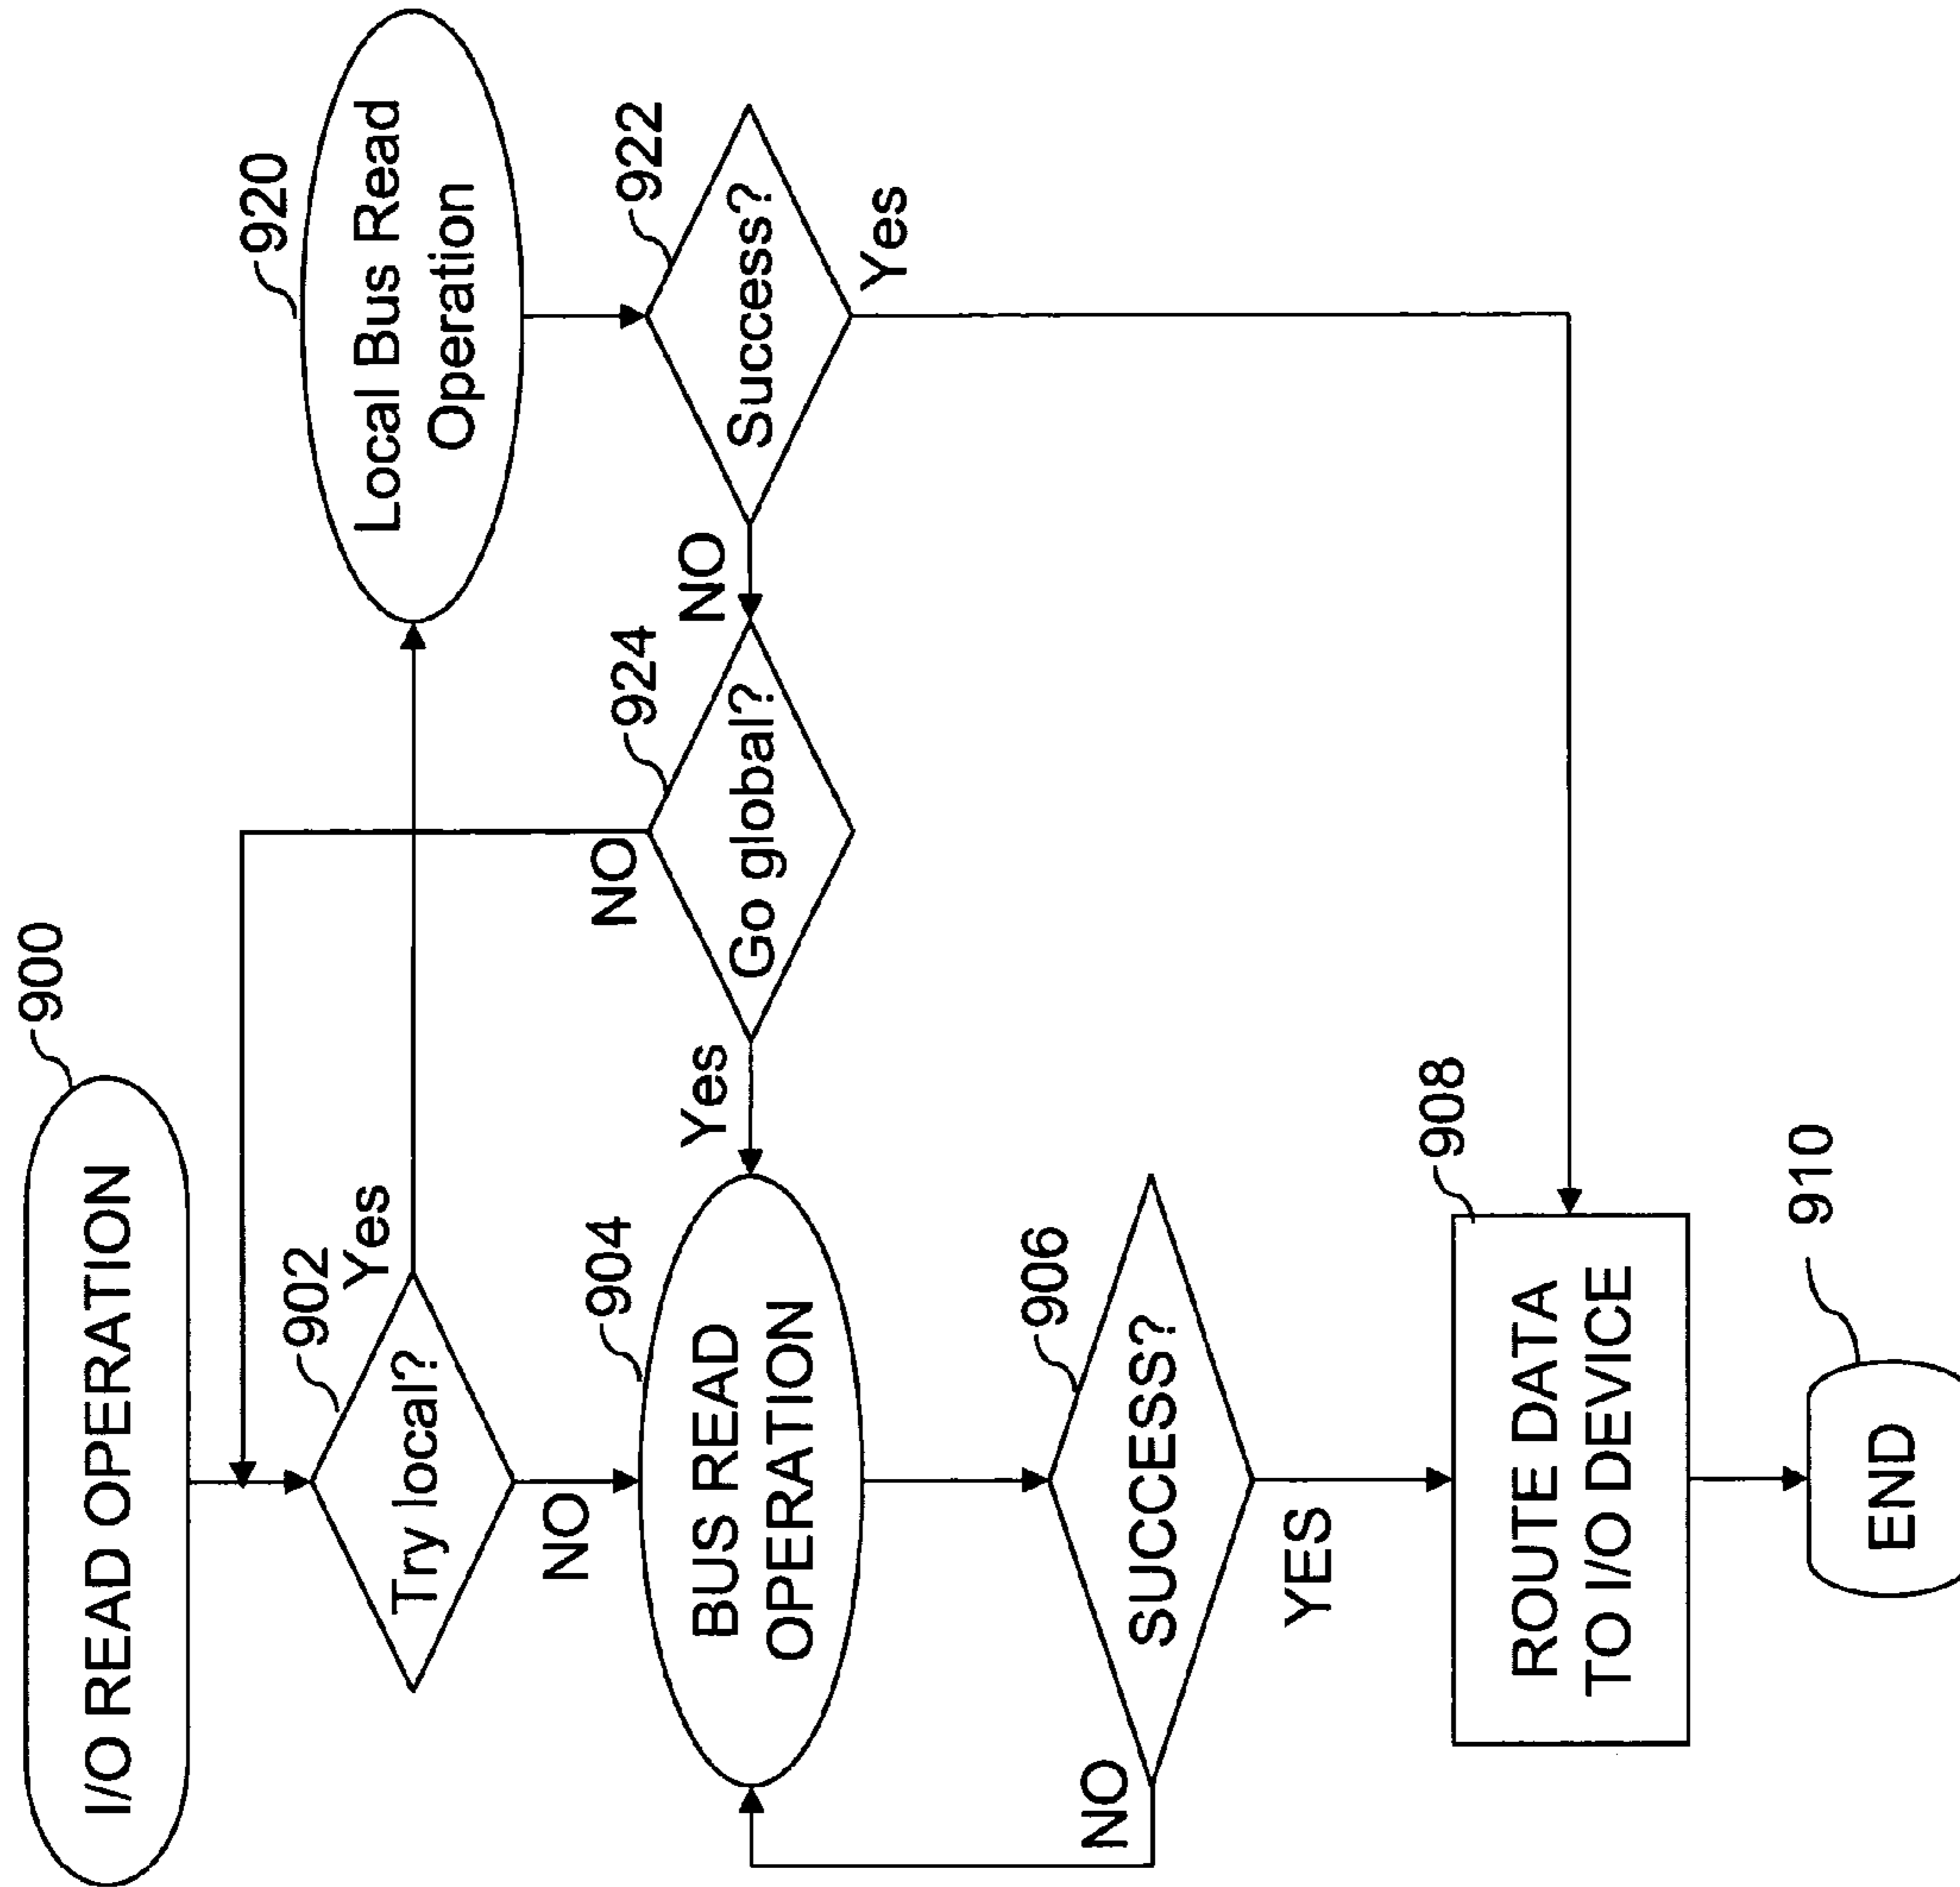 900
I/O READ OPERATION
902
Try local?
Yes
NO
920
Local Bus Read
Operation
922
Success?
Yes
NO
924
Go global?
NO
Yes
904
BUS READ
OPERATION
906
SUCCESS?
NO
YES
908
ROUTE DATA
TO I/O DEVICE
910
END